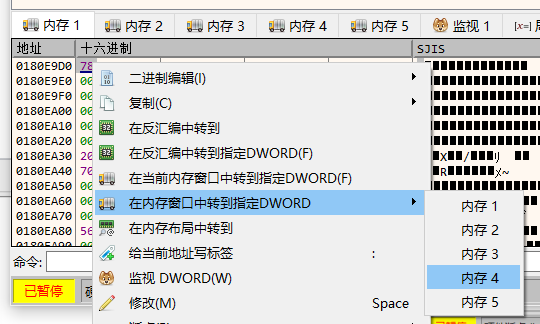 内存 1 内存 2 内存 3 内存 4 内存 5 监视 1 [x=]
地址 十六进制 SJIS
0180E9D0 78
0180E9E0 00
0180E9F0 00
0180EA00 00
0180EA10 00
0180EA20 00
0180EA30 20
0180EA40 70
0180EA50 00
0180EA60 00
0180EA70 00
0180EA80 56
二进制编辑(I)
复制(C)
在反汇编中转到
在反汇编中转到指定DWORD(F)
在当前内存窗口中转到指定DWORD(F)
在内存窗口中转到指定DWORD
在内存布局中转到
给当前地址写标签 :
监视 DWORD(W)
修改(M) Space
内存 1
内存 2
内存 3
内存 4
内存 5
命令:
已暂停